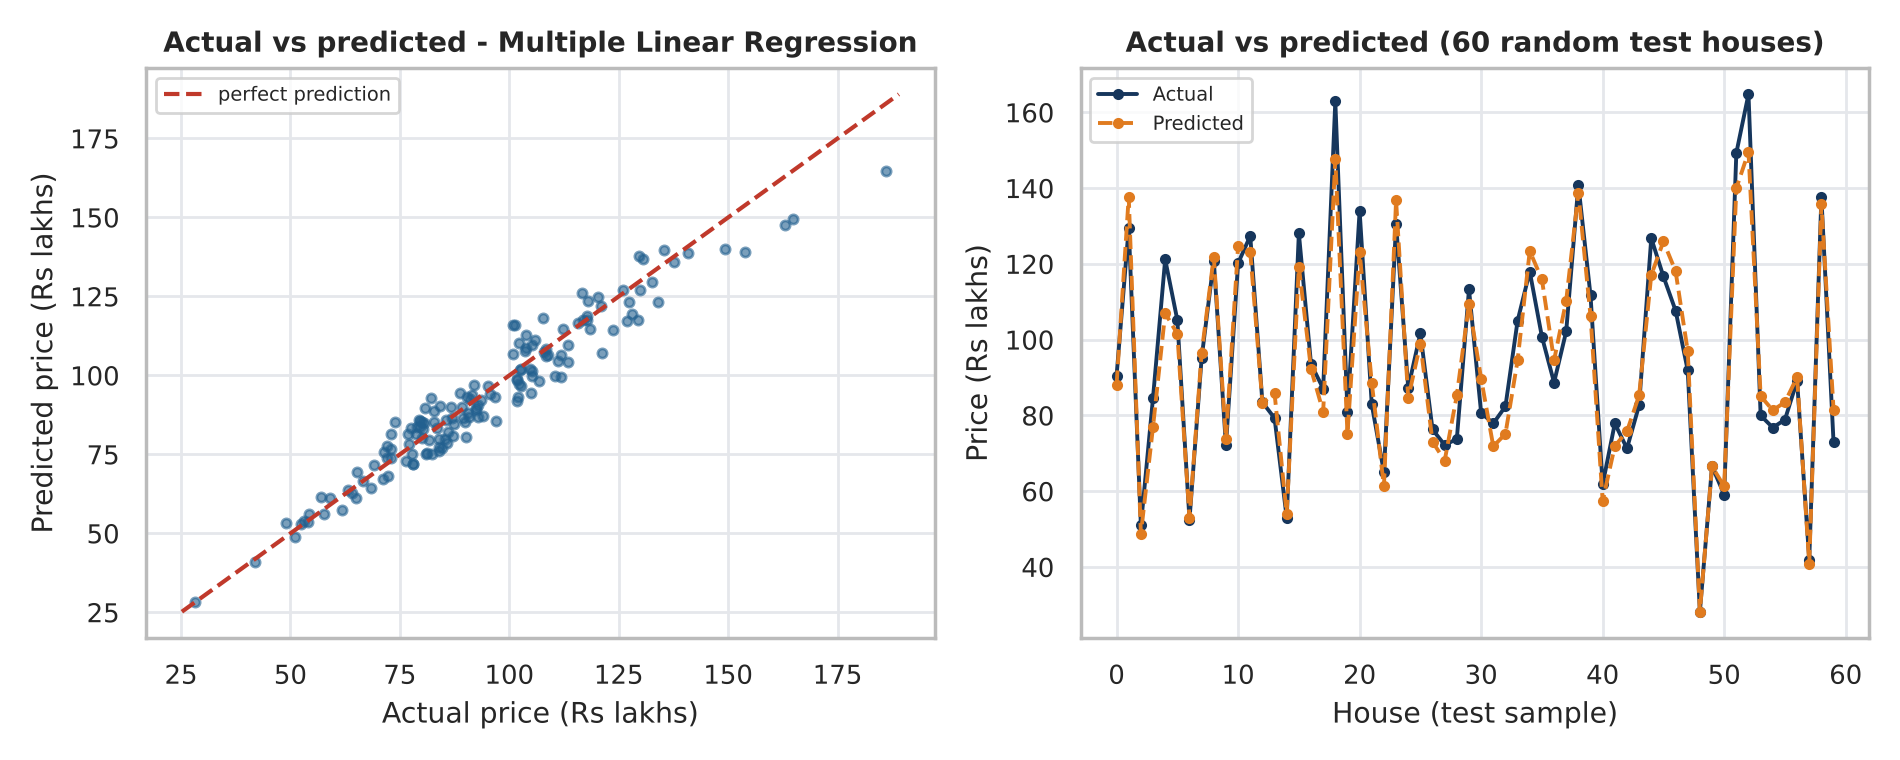 Actual vs predicted - Multiple Linear Regression
perfect prediction
Predicted price (Rs lakhs)
175
150
125
100
75
50
25
25 50 75 100 125 150 175
Actual price (Rs lakhs)
Actual vs predicted (60 random test houses)
Actual
Predicted
Price (Rs lakhs)
160
140
120
100
80
60
40
0 10 20 30 40 50 60
House (test sample)